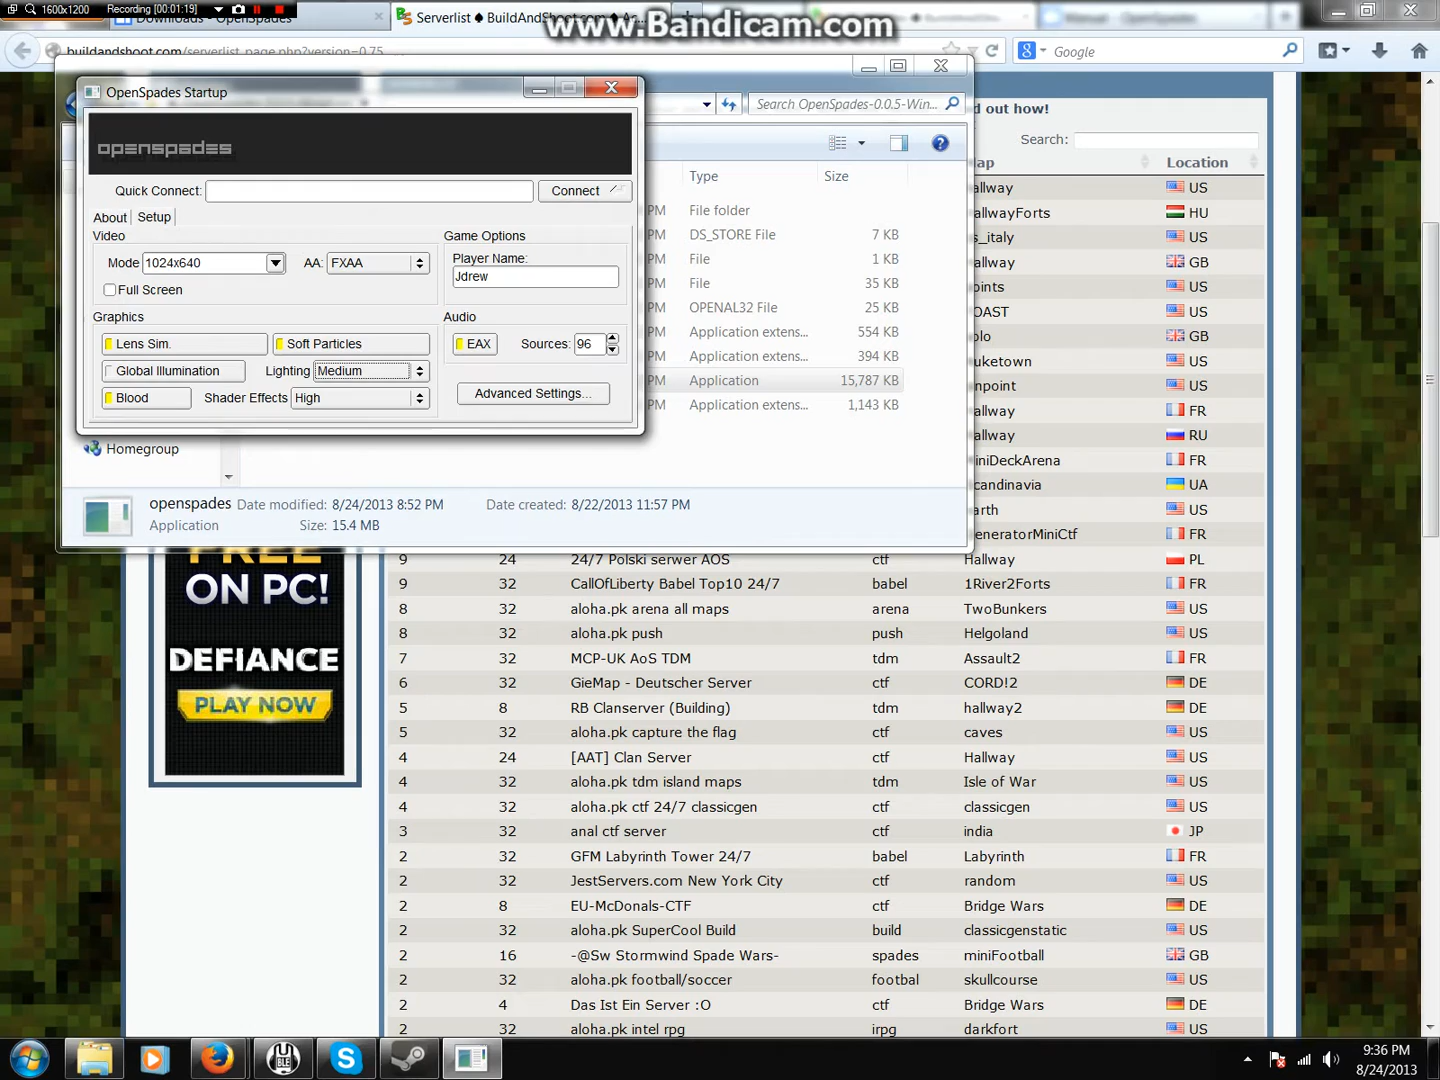 1600x1200 Recording [00:01:19]
Downloads - OpenSpades
Serverlist ♠ BuildAndShoot.com ♠ Ac...
www.Bandicam.com
Manual - OpenSpades
buildandshoot.com/serverlist_page.php?version=0.75
Google
OpenSpades Startup
Search OpenSpades-0.0.5-Win...
d out how!
openspades
Search:
Quick Connect:
Connect
Type
Size
ap
Location
About
Setup
Video
Game Options
Mode
1024x640
AA:
FXAA
Player Name:
Jdrew
Full Screen
Graphics
Audio
Lens Sim.
Soft Particles
EAX
Sources:
96
Global Illumination
Lighting
Medium
Blood
Shader Effects
High
Advanced Settings...
PM File folder
PM DS_STORE File 7 KB
PM File 1 KB
PM File 35 KB
PM OPENAL32 File 25 KB
PM Application extens... 554 KB
PM Application extens... 394 KB
PM Application 15,787 KB
PM Application extens... 1,143 KB
allway US
allwayForts HU
s_italy US
allway GB
oints US
OAST US
olo GB
uketown US
npoint US
allway FR
allway RU
iniDeckArena FR
candinavia UA
arth US
eneratorMiniCtf FR
Homegroup
openspades Date modified: 8/24/2013 8:52 PM Date created: 8/22/2013 11:57 PM
Application Size: 15.4 MB
FREE
ON PC!
DEFIANCE
PLAY NOW
9 24 24/7 Polski serwer AOS ctf Hallway PL
9 32 CallOfLiberty Babel Top10 24/7 babel 1River2Forts FR
8 32 aloha.pk arena all maps arena TwoBunkers US
8 32 aloha.pk push push Helgoland US
7 32 MCP-UK AoS TDM tdm Assault2 FR
6 32 GieMap - Deutscher Server ctf CORD!2 DE
5 8 RB Clanserver (Building) tdm hallway2 DE
5 32 aloha.pk capture the flag ctf caves US
4 24 [AAT] Clan Server ctf Hallway US
4 32 aloha.pk tdm island maps tdm Isle of War US
4 32 aloha.pk ctf 24/7 classicgen ctf classicgen US
3 32 anal ctf server ctf india JP
2 32 GFM Labyrinth Tower 24/7 babel Labyrinth FR
2 32 JestServers.com New York City ctf random US
2 8 EU-McDonals-CTF ctf Bridge Wars DE
2 32 aloha.pk SuperCool Build build classicgenstatic US
2 16 -@Sw Stormwind Spade Wars- spades miniFootball GB
2 32 aloha.pk football/soccer footbal skullcourse US
2 4 Das Ist Ein Server :O ctf Bridge Wars DE
2 32 aloha.pk intel rpg irpg darkfort US
9:36 PM
8/24/2013